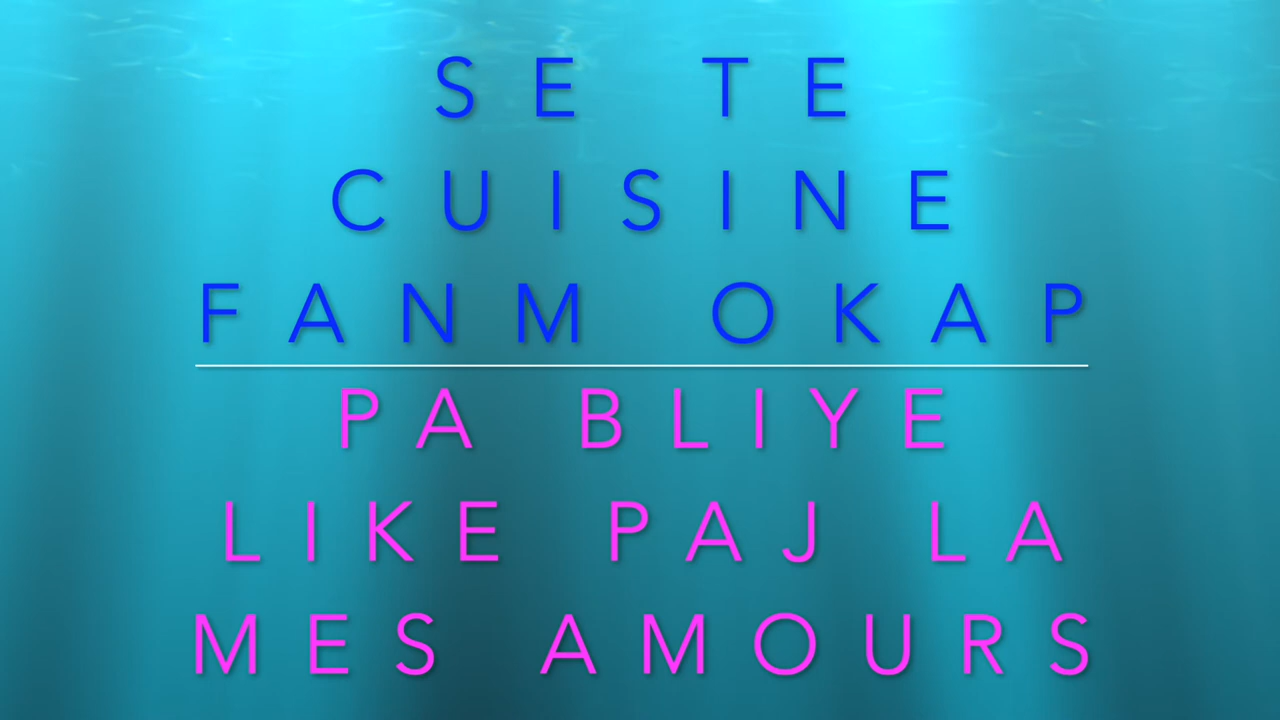 SE TE
CUISINE
FANM OKAP
PA BLIYE
LIKE PAJ LA
MES AMOURS